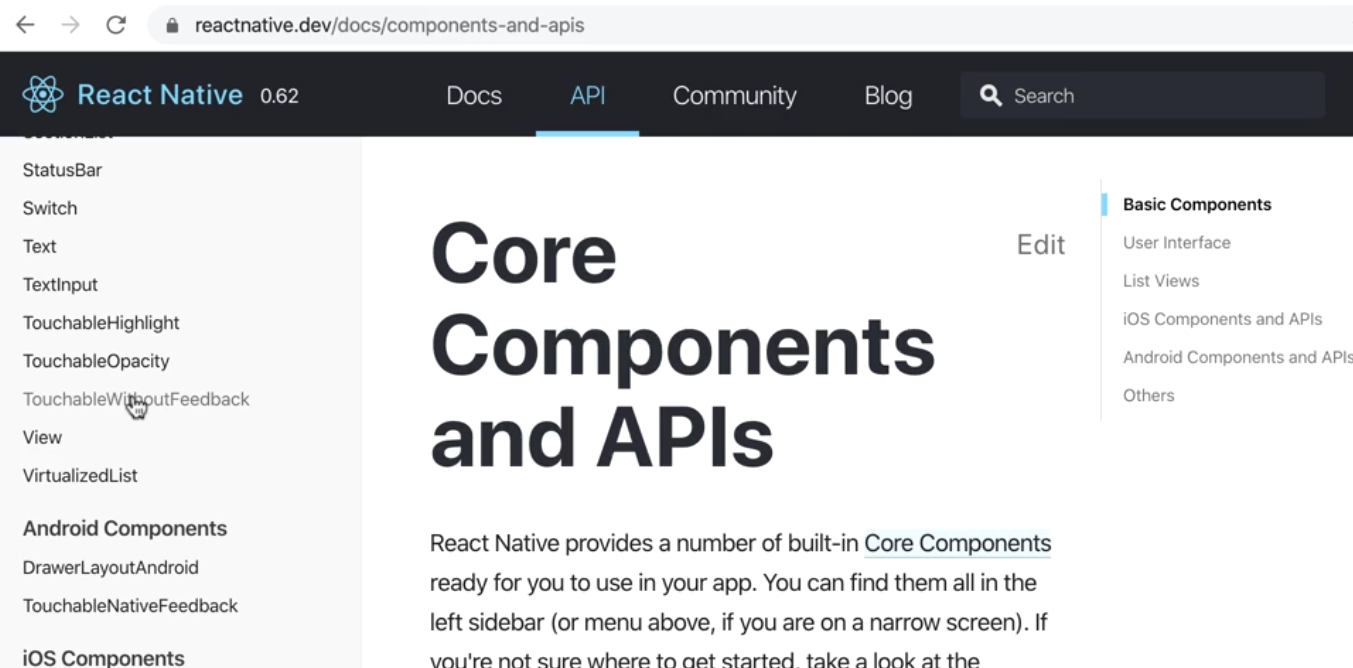 reactnative.dev/docs/components-and-apis
React Native 0.62
Docs
API
Community
Blog
Search
StatusBar
Switch
Text
TextInput
TouchableHighlight
TouchableOpacity
TouchableWithoutFeedback
View
VirtualizedList
Android Components
DrawerLayoutAndroid
TouchableNativeFeedback
iOS Components
Core
Components
and APIs
Edit
React Native provides a number of built-in Core Components
ready for you to use in your app. You can find them all in the
left sidebar (or menu above, if you are on a narrow screen). If
you're not sure where to get started, take a look at the
Basic Components
User Interface
List Views
iOS Components and APIs
Android Components and APIs
Others